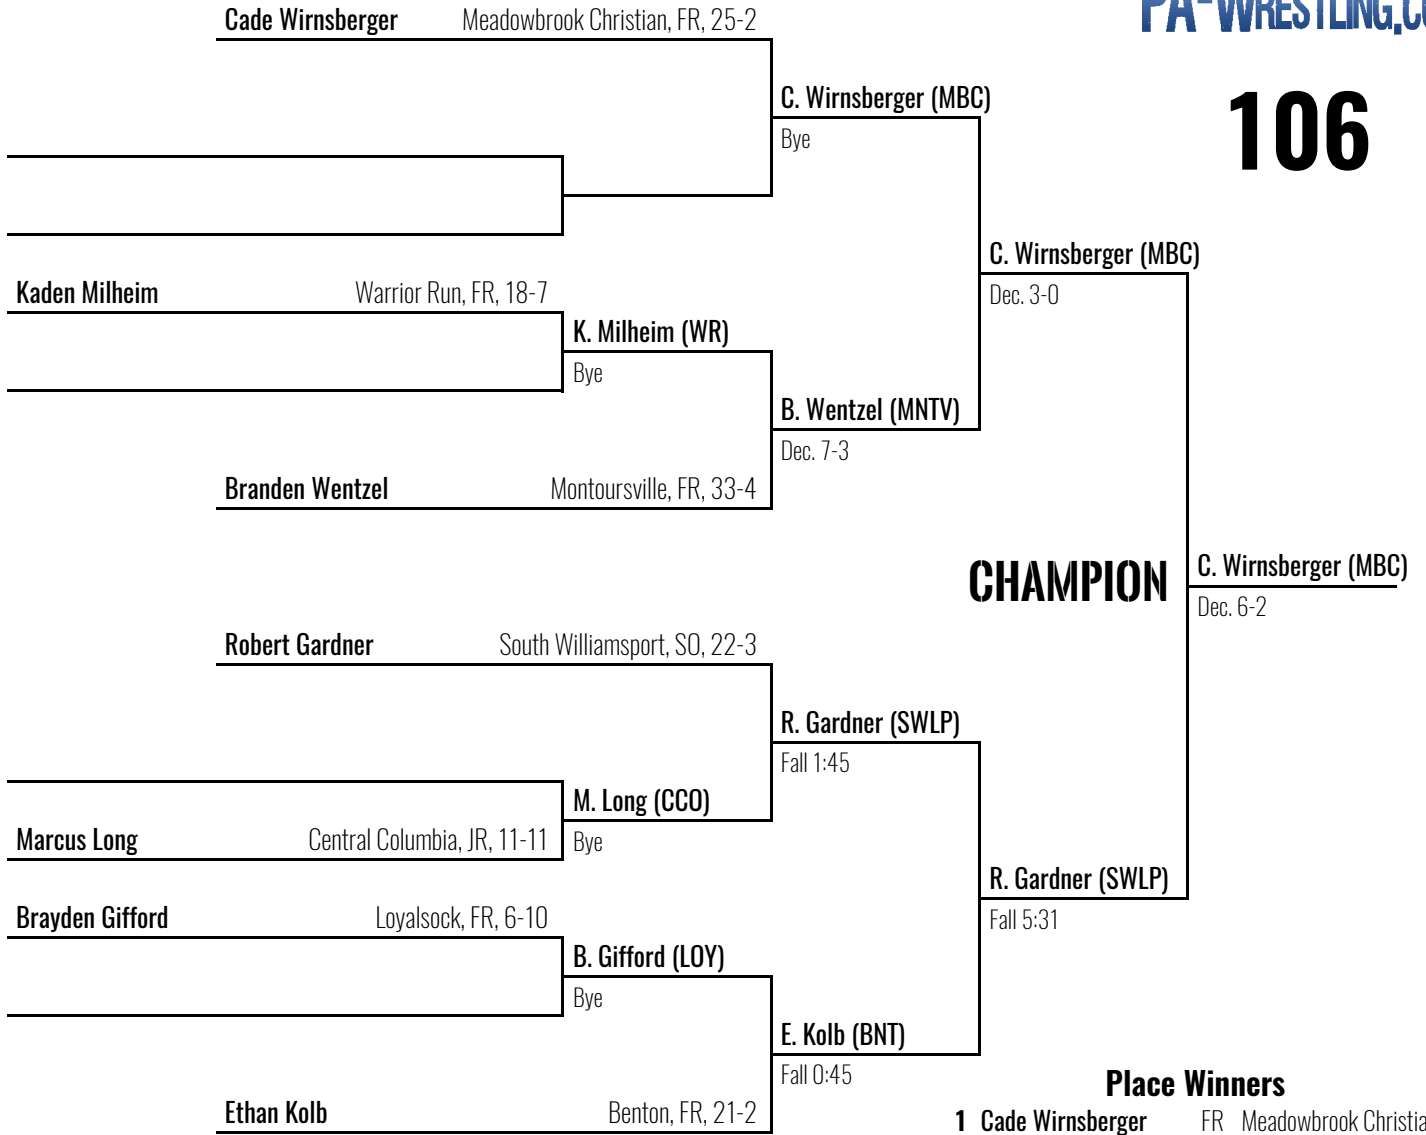 PA-WRESTLING.CO
106
Cade Wirnsberger Meadowbrook Christian, FR, 25-2
C. Wirnsberger (MBC)
Bye
C. Wirnsberger (MBC)
Dec. 3-0
Kaden Milheim Warrior Run, FR, 18-7
K. Milheim (WR)
Bye
B. Wentzel (MNTV)
Dec. 7-3
Branden Wentzel Montoursville, FR, 33-4
CHAMPION
C. Wirnsberger (MBC)
Dec. 6-2
Robert Gardner South Williamsport, SO, 22-3
R. Gardner (SWLP)
Fall 1:45
M. Long (CCO)
Marcus Long Central Columbia, JR, 11-11
Bye
R. Gardner (SWLP)
Fall 5:31
Brayden Gifford Loyalsock, FR, 6-10
B. Gifford (LOY)
Bye
E. Kolb (BNT)
Fall 0:45
Ethan Kolb Benton, FR, 21-2
Place Winners
1 Cade Wirnsberger FR Meadowbrook Christia